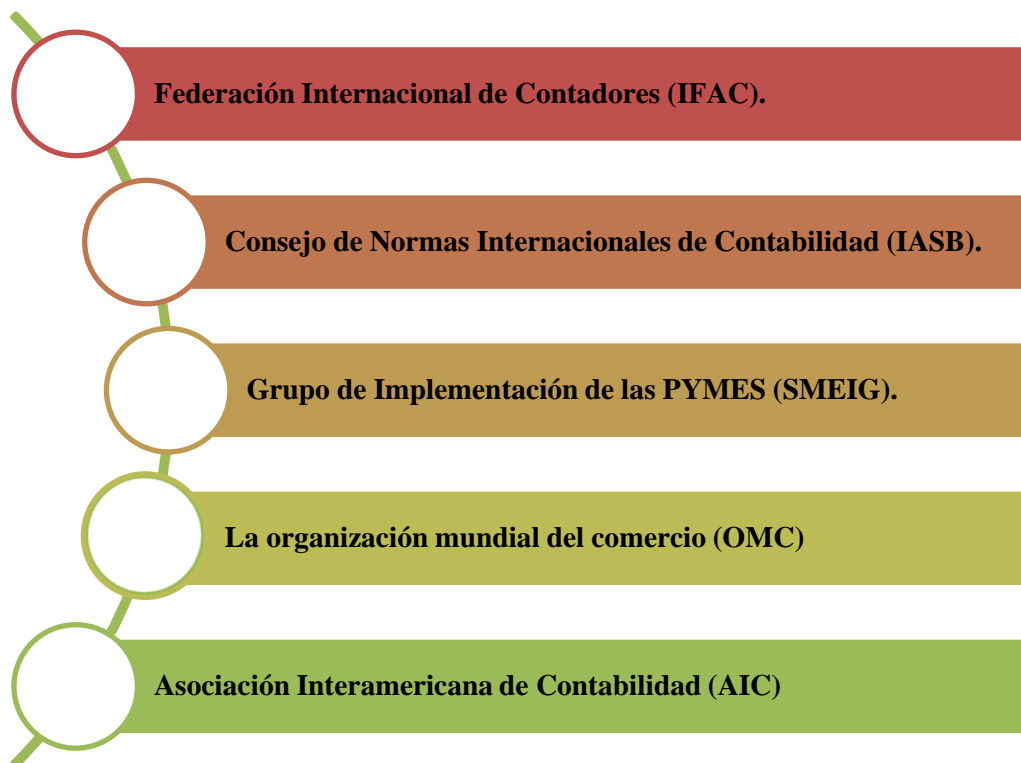 Federación Internacional de Contadores (IFAC).
Consejo de Normas Internacionales de Contabilidad (IASB).
Grupo de Implementación de las PYMES (SMEIG).
La organización mundial del comercio (OMC)
Asociación Interamericana de Contabilidad (AIC)